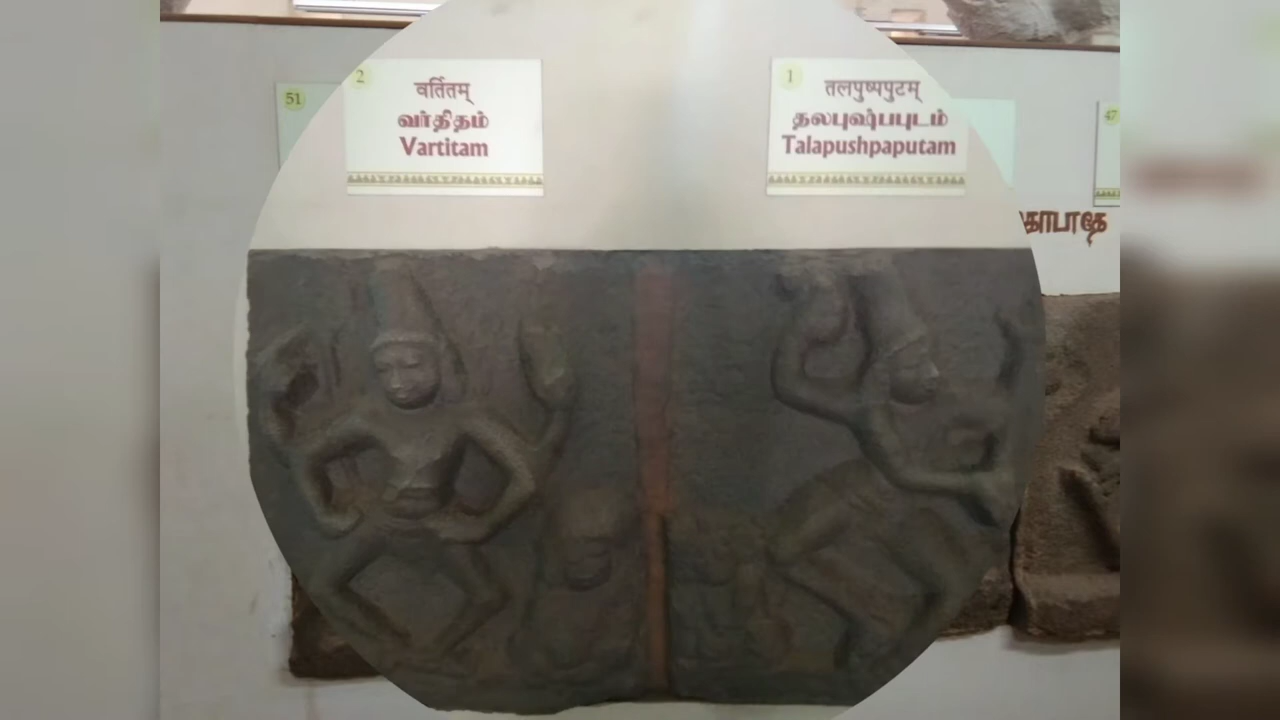 51
2
वर्तितम्
வர்திதம்
Vartitam
1
तलपुष्पपुटम्
தலபுஷ்பபுடம்
Talapushpaputam
47